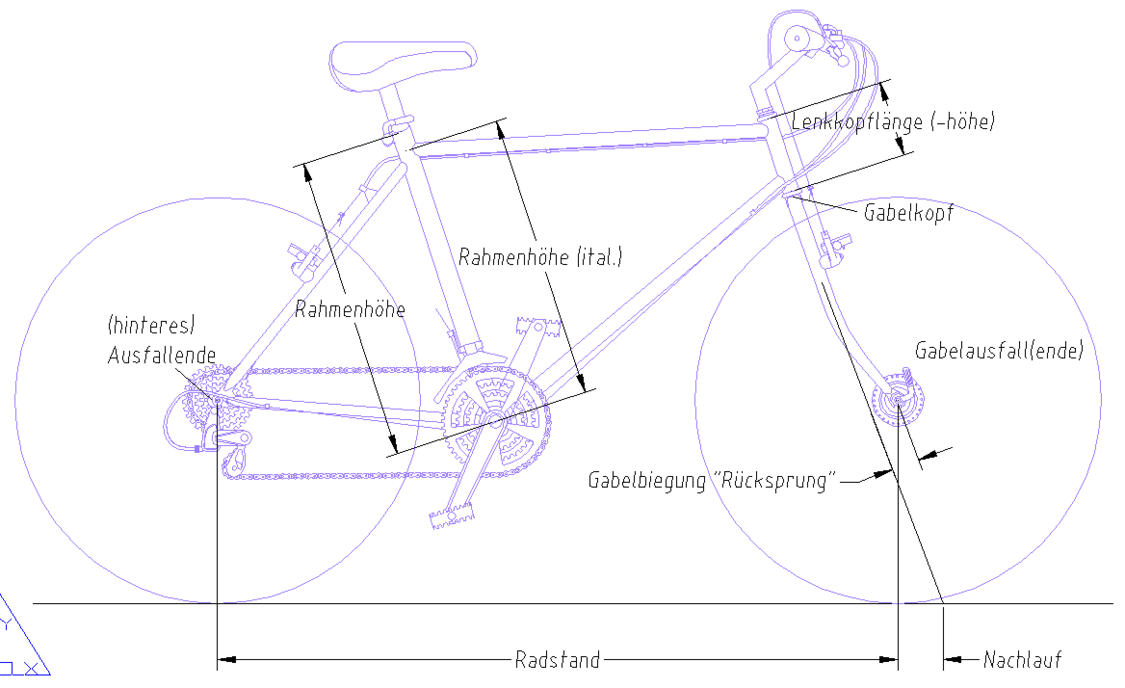 Lenkkopflänge (-höhe)
Gabelkopf
Rahmenhöhe (ital.)
Rahmenhöhe
(hinteres)
Ausfallende
Gabelausfall(ende)
Gabelbiegung "Rücksprung"
Y
X
Radstand
Nachlauf